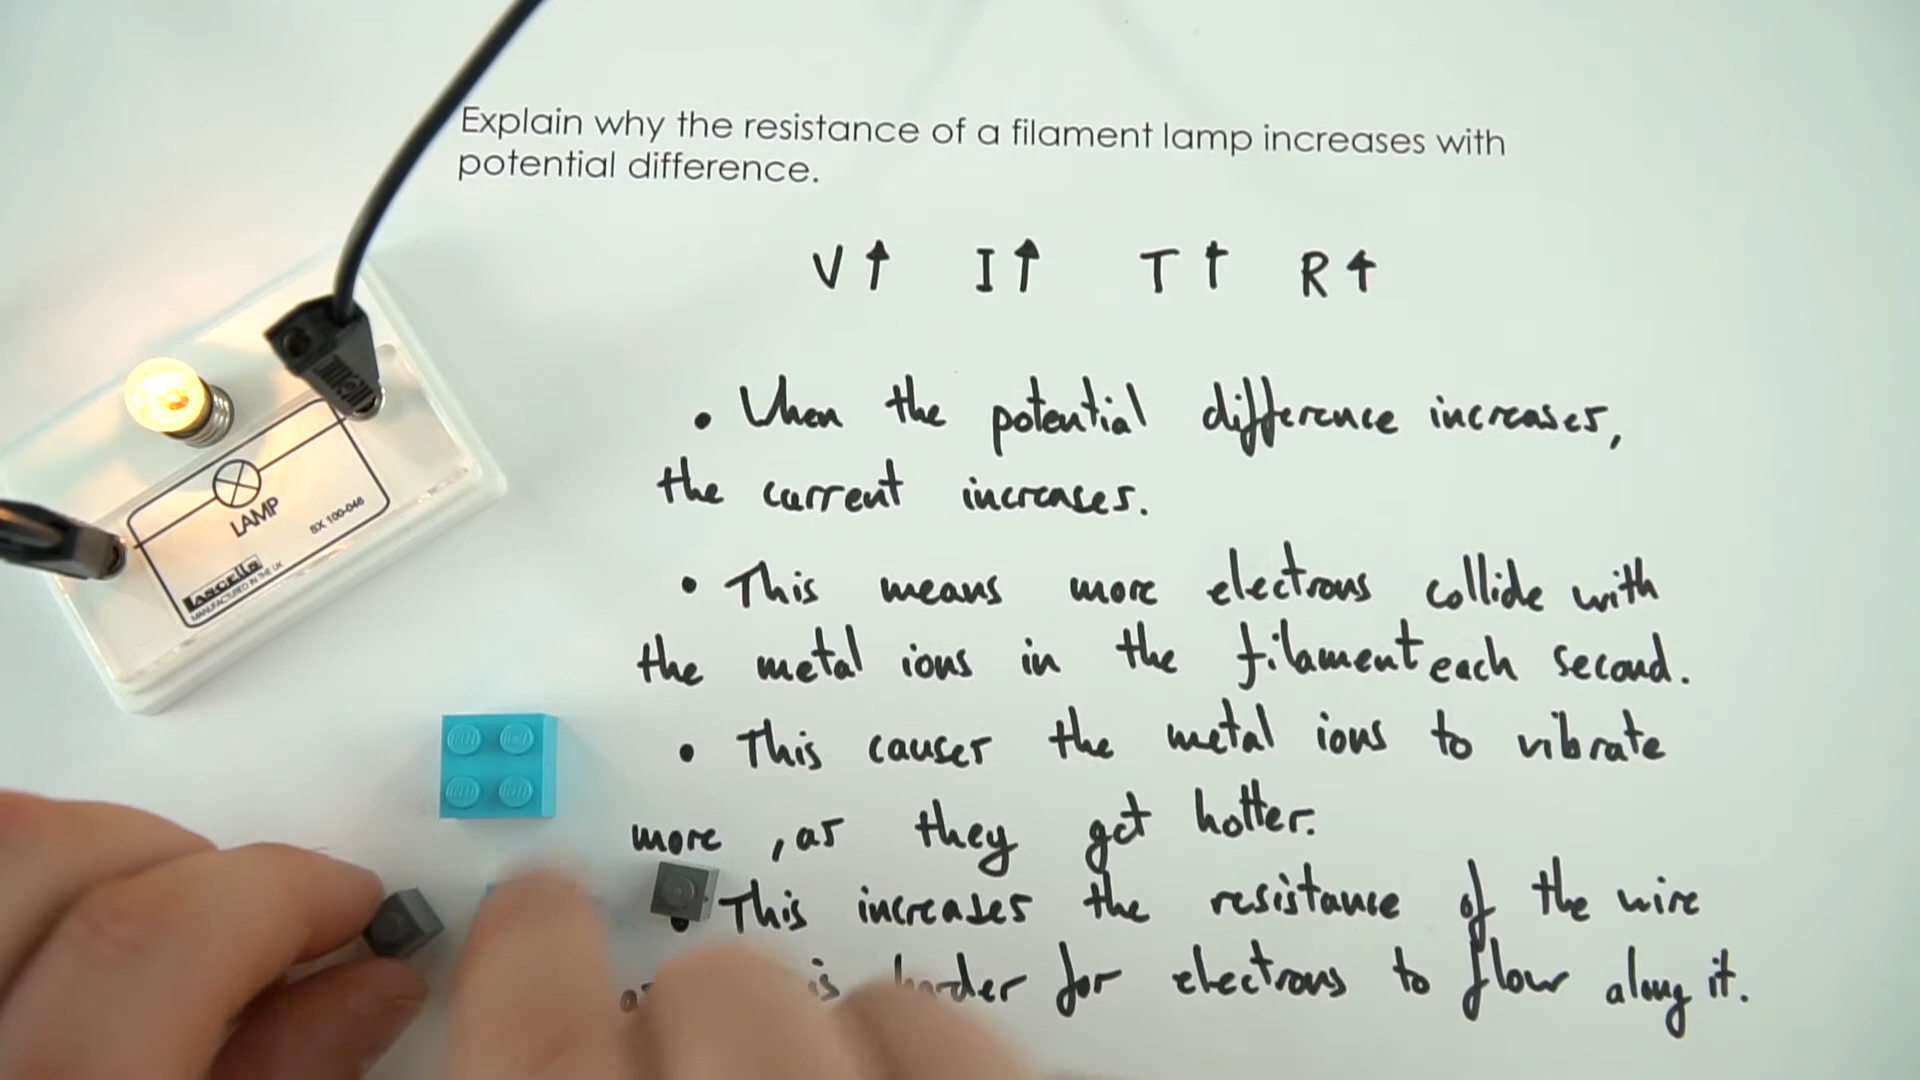 Explain why the resistance of a filament lamp increases with
potential difference.
V↑ I↑ T↑ R↑
• When the potential difference increases,
the current increases.
• This means more electrons collide with
the metal ions in the filament each second.
• This causes the metal ions to vibrate
more, as they get hotter.
• This increases the resistance of the wire
is harder for electrons to flow along it.
LAMP
SX 100-046
lascells
MANUFACTURED IN THE UK